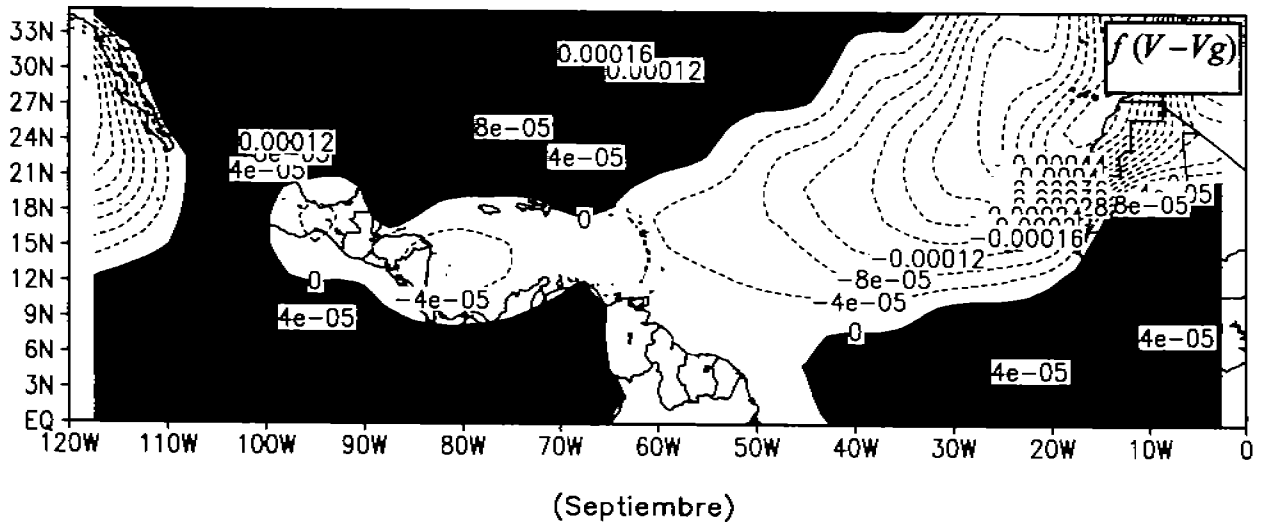 33N
30N
27N
24N
21N
18N
15N
12N
9N
6N
3N
EQ
120W 110W 100W 90W 80W 70W 60W 50W 40W 30W 20W 10W 0
f (V – Vg)
0.00016
0.00012
8e−05
4e−05
0.00012
4e−05
0
−4e−05
0
4e−05
8e−05
−0.00016
−0.00012
−8e−05
−4e−05
0
4e−05
4e−05
(Septiembre)